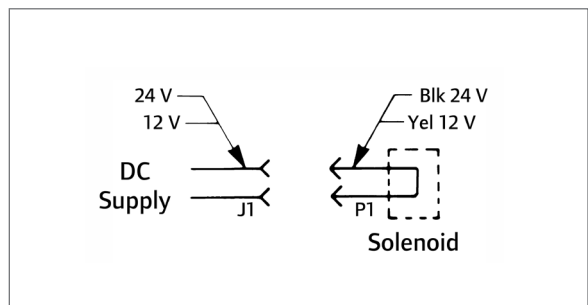 24 V
12 V
Blk 24 V
Yel 12 V
DC
Supply
J1
P1
Solenoid